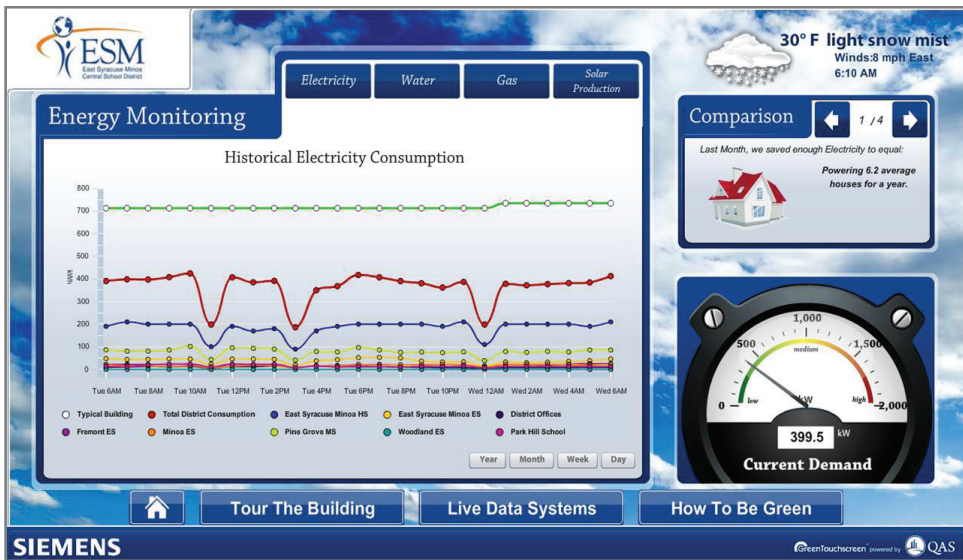 ESM
East Syracuse Minoa
Central School District
Electricity
Water
Gas
Solar
Production
30° F light snow mist
Winds:8 mph East
6:10 AM
Energy Monitoring
Historical Electricity Consumption
800
700
600
500
400
300
200
100
0
kWh
Tue 6AM
Tue 8AM
Tue 10AM
Tue 12PM
Tue 2PM
Tue 4PM
Tue 6PM
Tue 8PM
Tue 10PM
Wed 12AM
Wed 2AM
Wed 4AM
Wed 6AM
Typical Building
Total District Consumption
East Syracuse Minoa HS
East Syracuse Minoa ES
District Offices
Fremont ES
Minoa ES
Pine Grove MS
Woodland ES
Park Hill School
Year
Month
Week
Day
Comparison
1 / 4
Last Month, we saved enough Electricity to equal:
Powering 6.2 average
houses for a year.
0
500
1,000
1,500
2,000
low
medium
high
kW
399.5 kW
Current Demand
Tour The Building
Live Data Systems
How To Be Green
SIEMENS
GreenTouchscreen powered by QAS